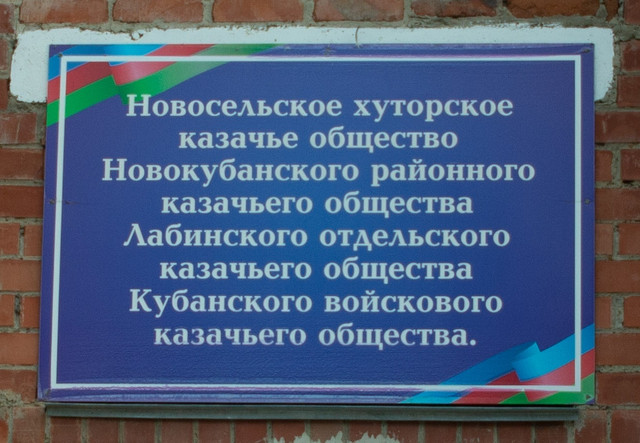 Новосельское хуторское
казачье общество
Новокубанского районного
казачьего общества
Лабинского отдельского
казачьего общества
Кубанского войскового
казачьего общества.